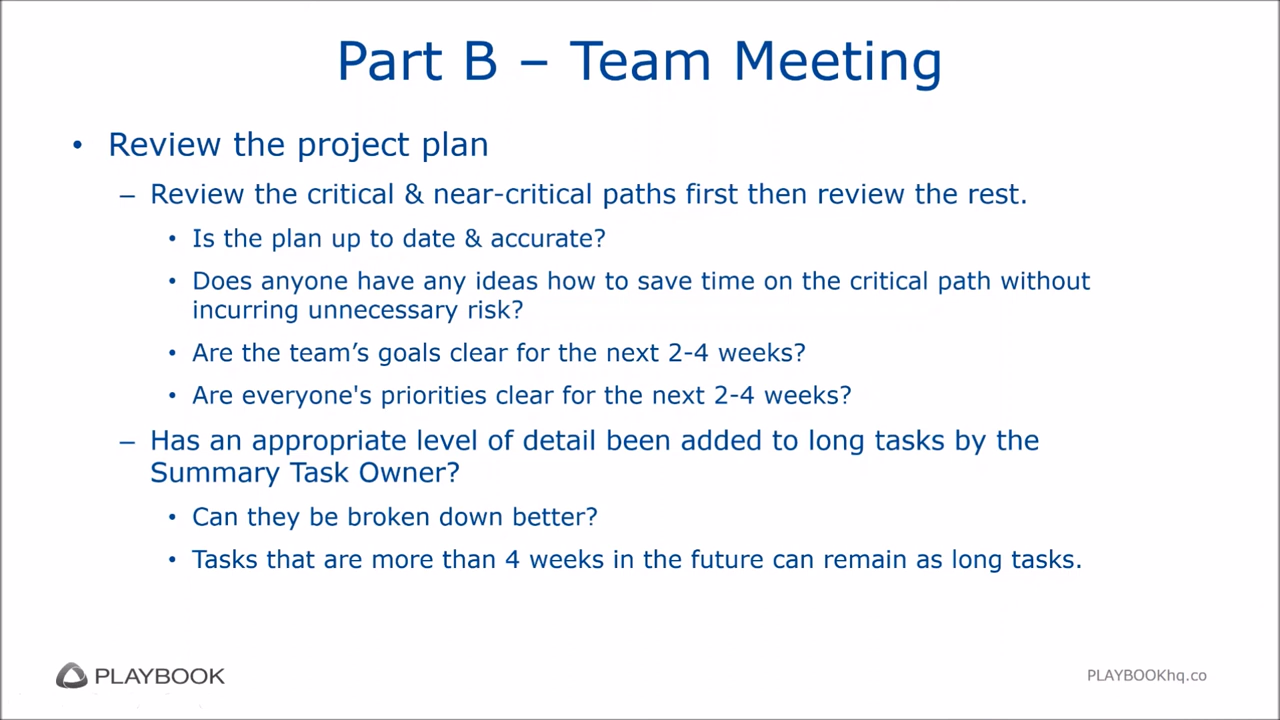 Part B – Team Meeting
• Review the project plan
– Review the critical & near-critical paths first then review the rest.
• Is the plan up to date & accurate?
• Does anyone have any ideas how to save time on the critical path without
incurring unnecessary risk?
• Are the team’s goals clear for the next 2-4 weeks?
• Are everyone's priorities clear for the next 2-4 weeks?
– Has an appropriate level of detail been added to long tasks by the
Summary Task Owner?
• Can they be broken down better?
• Tasks that are more than 4 weeks in the future can remain as long tasks.
PLAYBOOK
PLAYBOOKhq.co